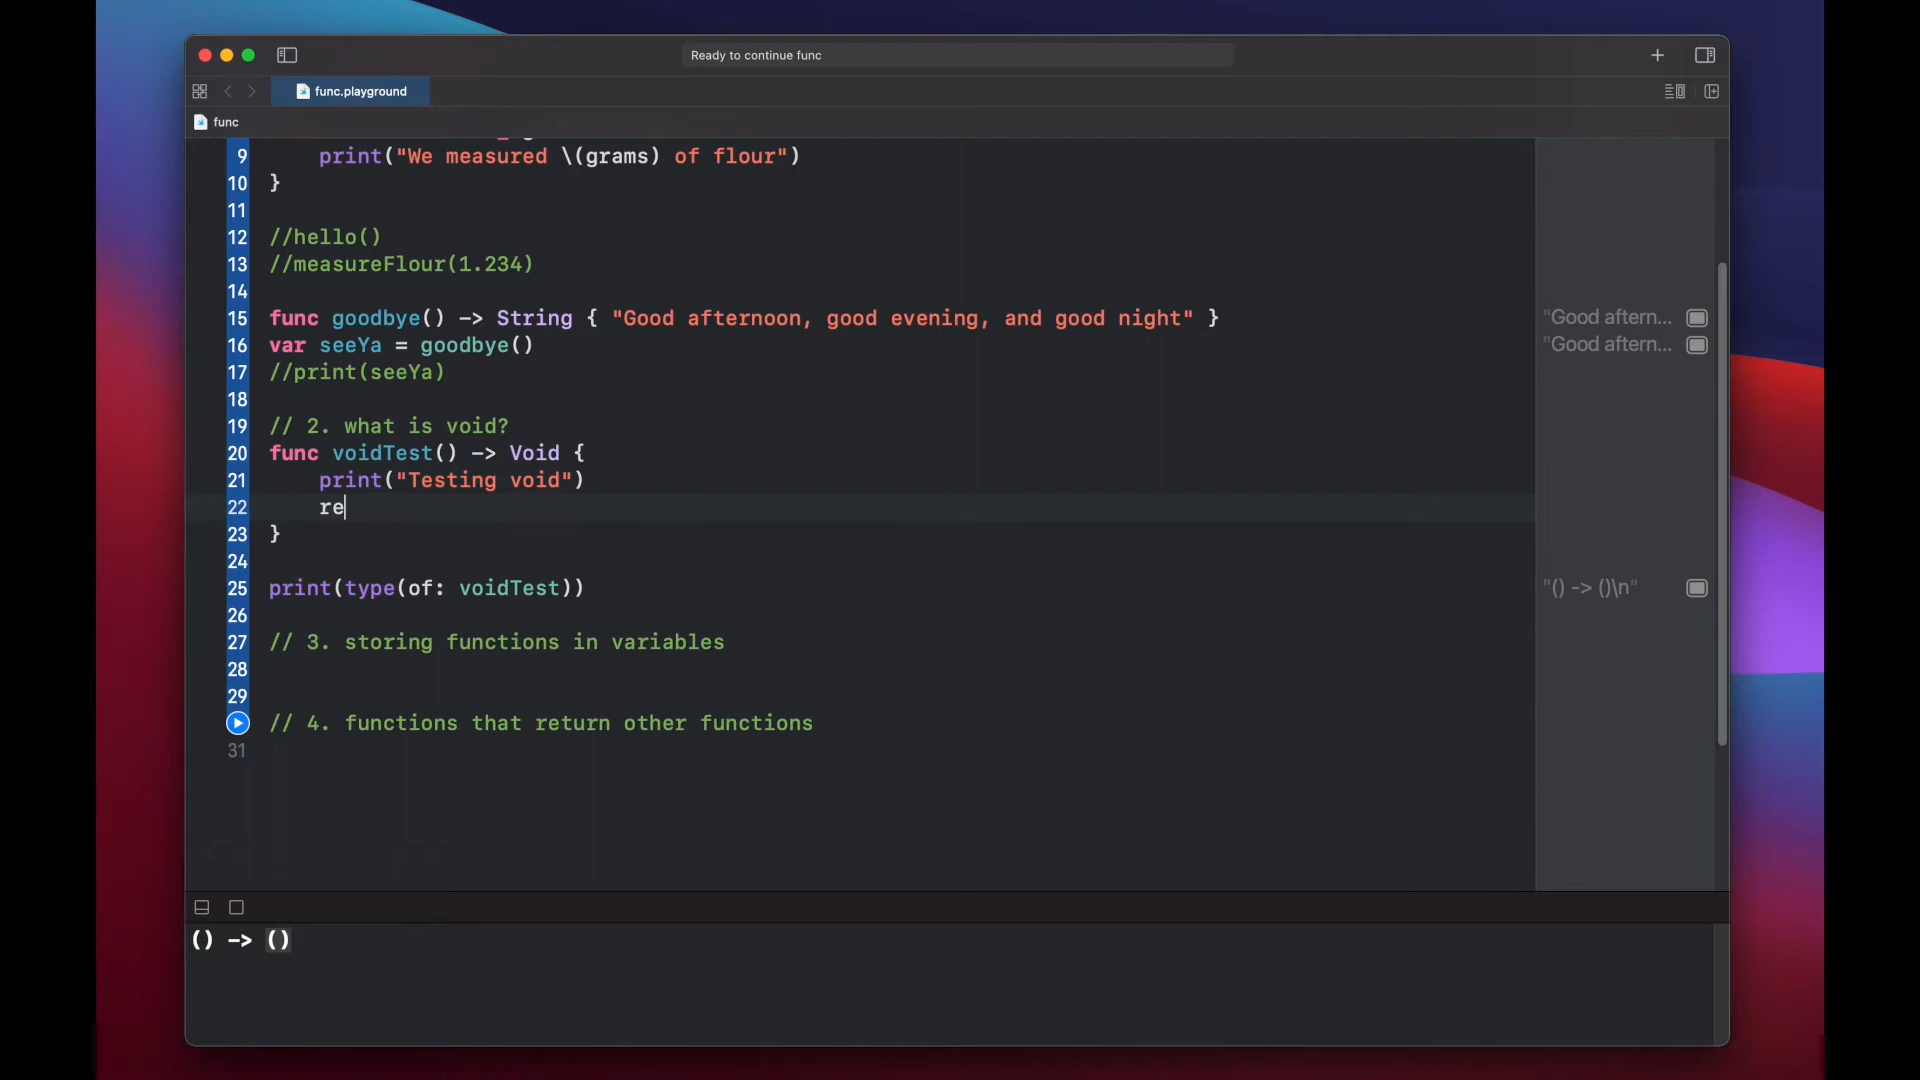 Ready to continue func
func.playground
func
9 print("We measured \(grams) of flour")
10 }
11
12 //hello()
13 //measureFlour(1.234)
14
15 func goodbye() -> String { "Good afternoon, good evening, and good night" } "Good aftern...
16 var seeYa = goodbye() "Good aftern...
17 //print(seeYa)
18
19 // 2. what is void?
20 func voidTest() -> Void {
21 print("Testing void")
22 re
23 }
24
25 print(type(of: voidTest)) "() -> ()\n"
26
27 // 3. storing functions in variables
28
29
// 4. functions that return other functions
31
() -> ()